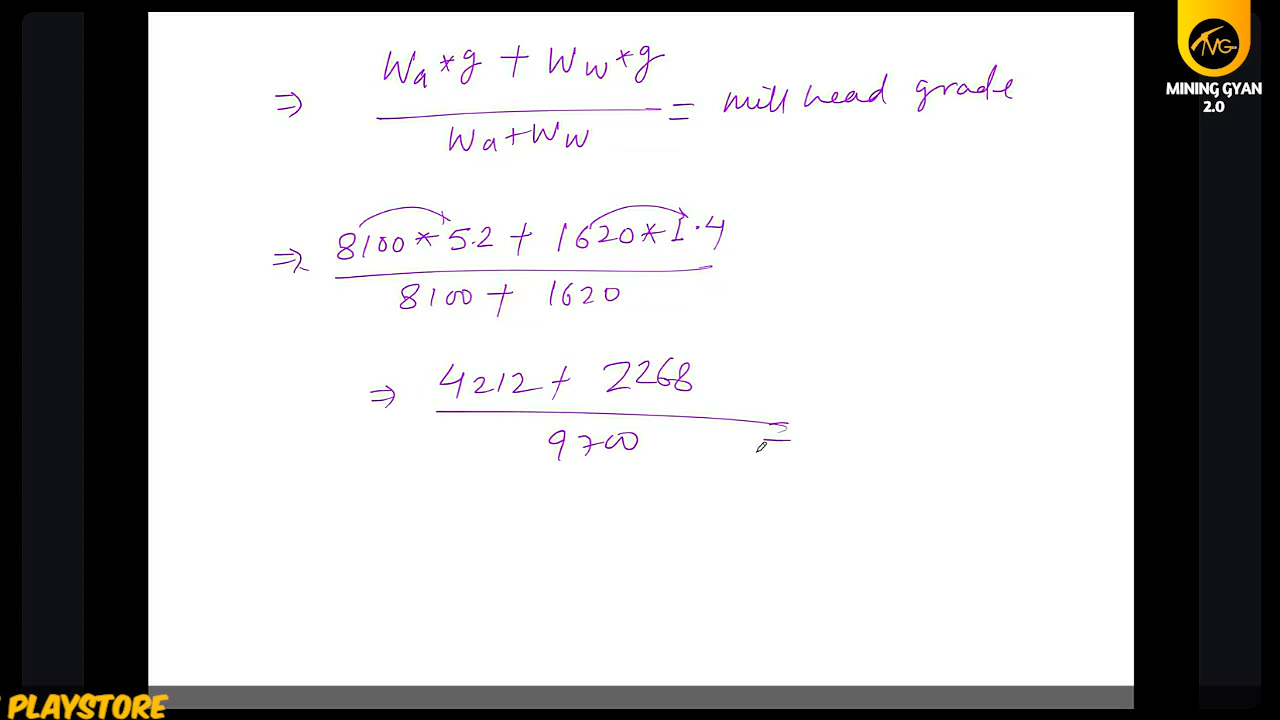 Wa*g + Ww*g
⇒ = mill head grade
Wa+Ww
8100*5.2 + 1620*1.4
⇒
8100 + 1620
⇒ 4212 + 2268
9700 =
MINING GYAN
2.0
PLAYSTORE